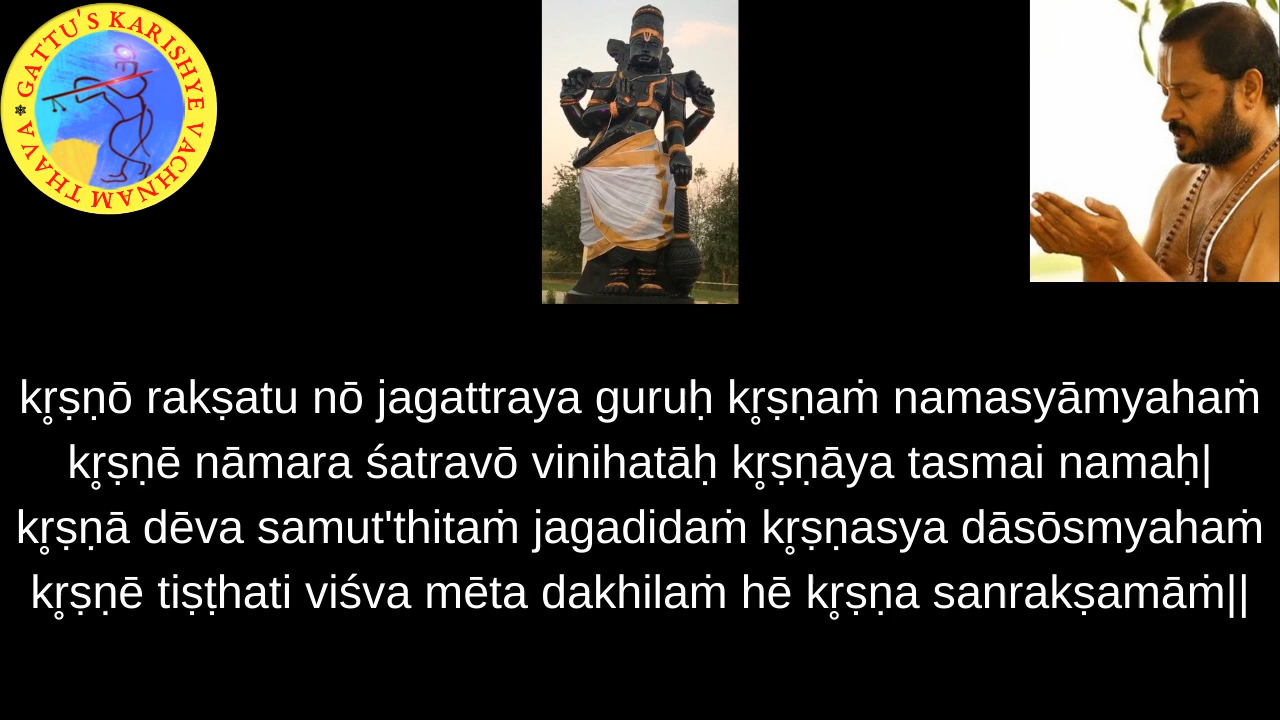 GATTU'S KARISHYE VACHNAM THAVA
kr̥ṣṇō rakṣatu nō jagattraya guruḥ kr̥ṣṇaṁ namasyāmyahaṁ
kr̥ṣṇē nāmara śatravō vinihatāḥ kr̥ṣṇāya tasmai namaḥ|
kr̥ṣṇā dēva samut'thitaṁ jagadidaṁ kr̥ṣṇasya dāsōsmyahaṁ
kr̥ṣṇē tiṣṭhati viśva mēta dakhilaṁ hē kr̥ṣṇa sanrakṣamāṁ||